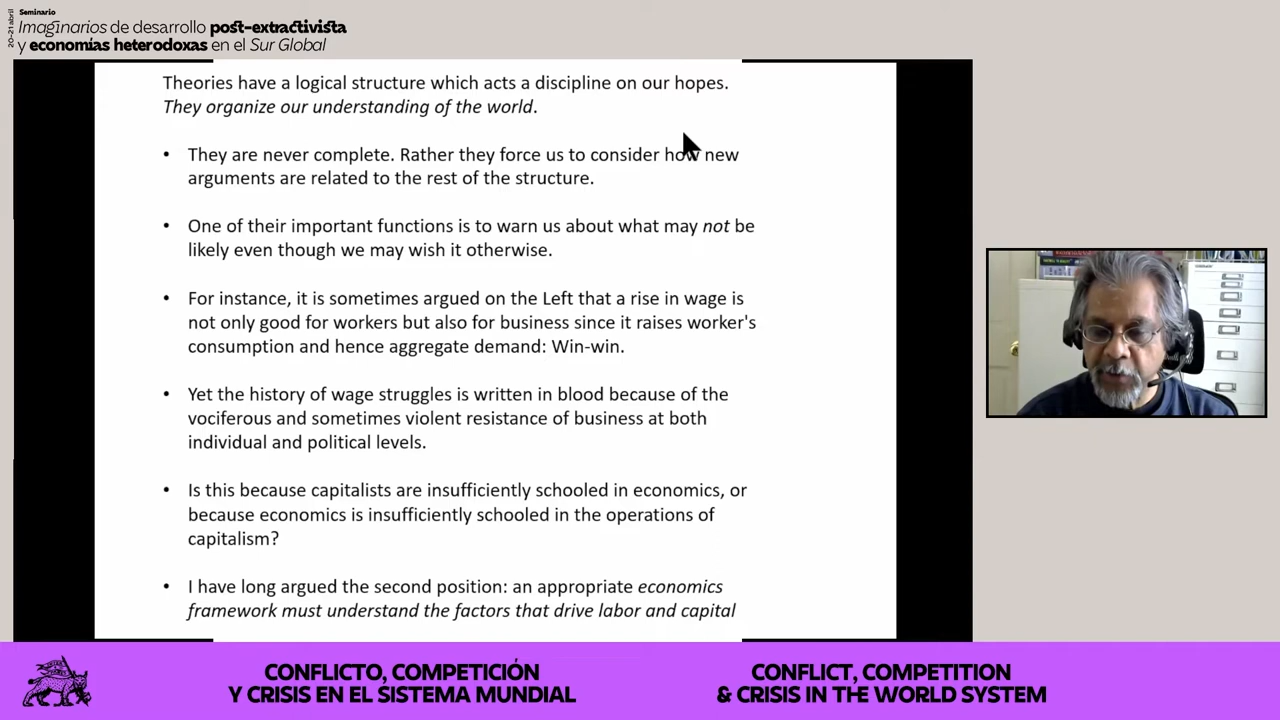 20-21 abril
Seminario
Imaginarios de desarrollo post-extractivista
y economías heterodoxas en el Sur Global
Theories have a logical structure which acts a discipline on our hopes.
They organize our understanding of the world.
• They are never complete. Rather they force us to consider how new
arguments are related to the rest of the structure.
• One of their important functions is to warn us about what may not be
likely even though we may wish it otherwise.
• For instance, it is sometimes argued on the Left that a rise in wage is
not only good for workers but also for business since it raises worker's
consumption and hence aggregate demand: Win-win.
• Yet the history of wage struggles is written in blood because of the
vociferous and sometimes violent resistance of business at both
individual and political levels.
• Is this because capitalists are insufficiently schooled in economics, or
because economics is insufficiently schooled in the operations of
capitalism?
• I have long argued the second position: an appropriate economics
framework must understand the factors that drive labor and capital
CONFLICTO, COMPETICIÓN
Y CRISIS EN EL SISTEMA MUNDIAL
CONFLICT, COMPETITION
& CRISIS IN THE WORLD SYSTEM